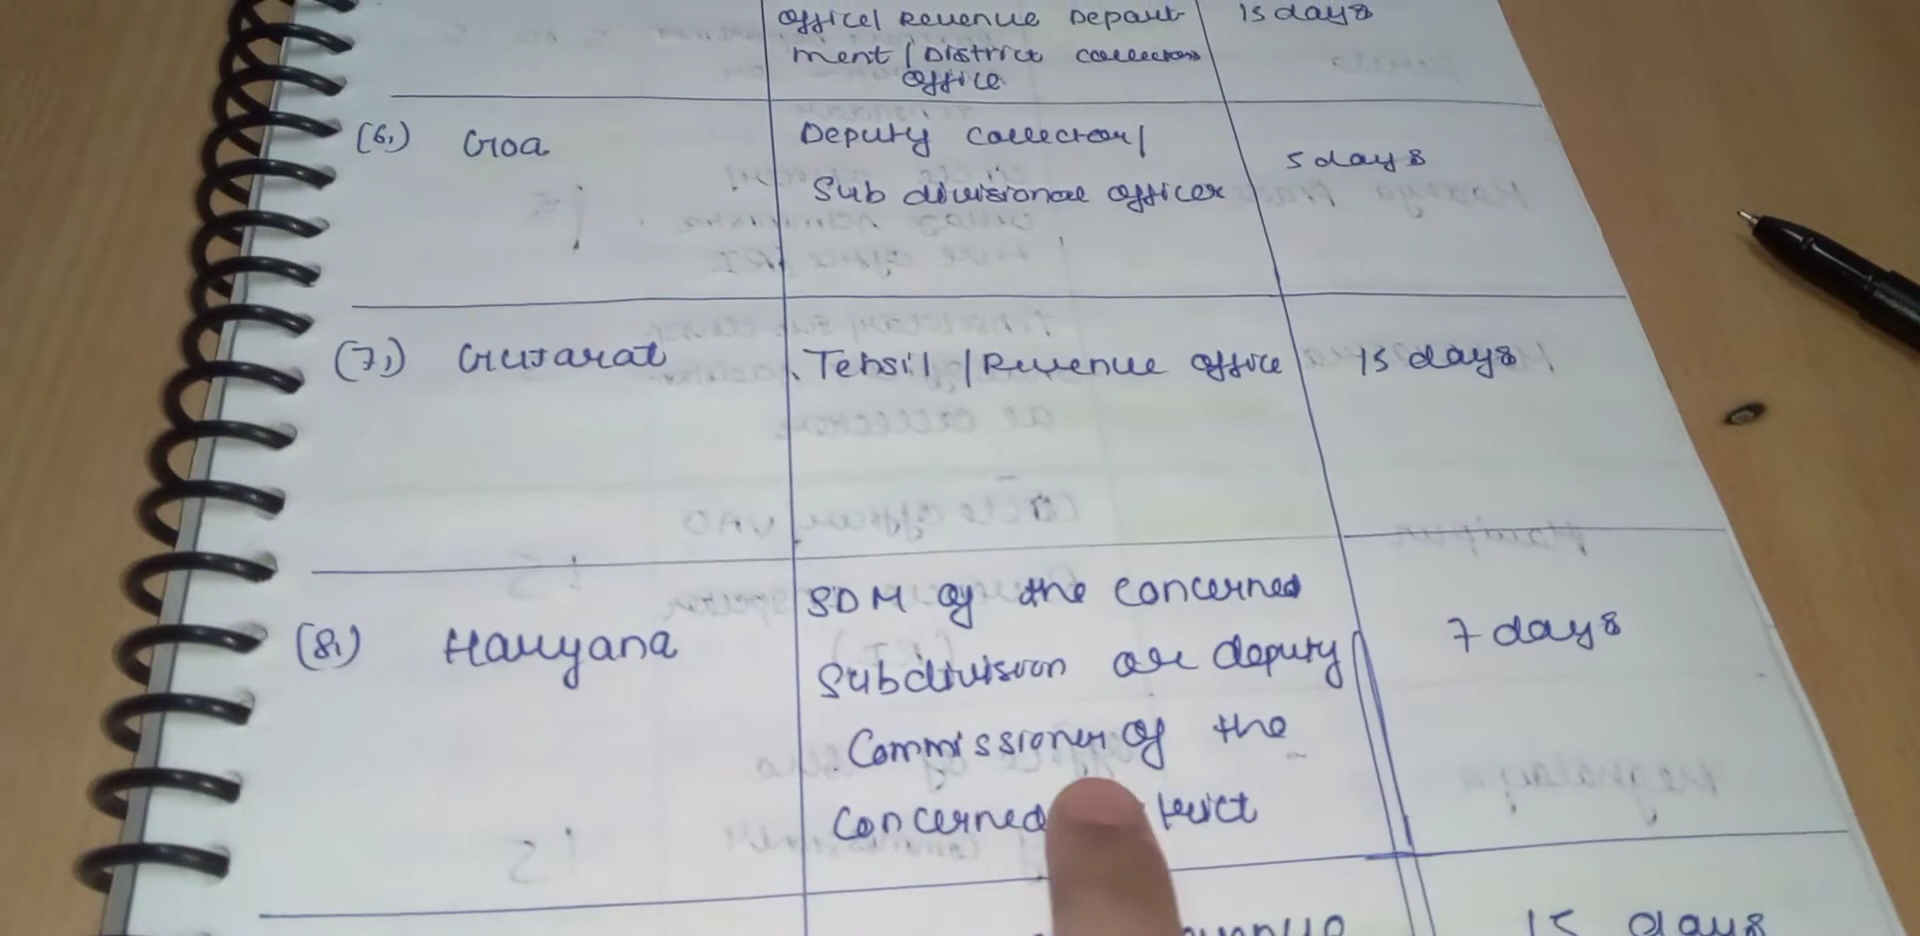 Office/ Revenue Depart 15 days
ment / District collectors
Office
(6.) Goa Deputy Collector/ 5 days
Sub divisional officer
(7.) Gujarat Tehsil / Revenue office 15 days
(8.) Haryana SDM of the concerned 7 days
Subdivision or deputy
Commissioner of the
Concerned trict
15 days